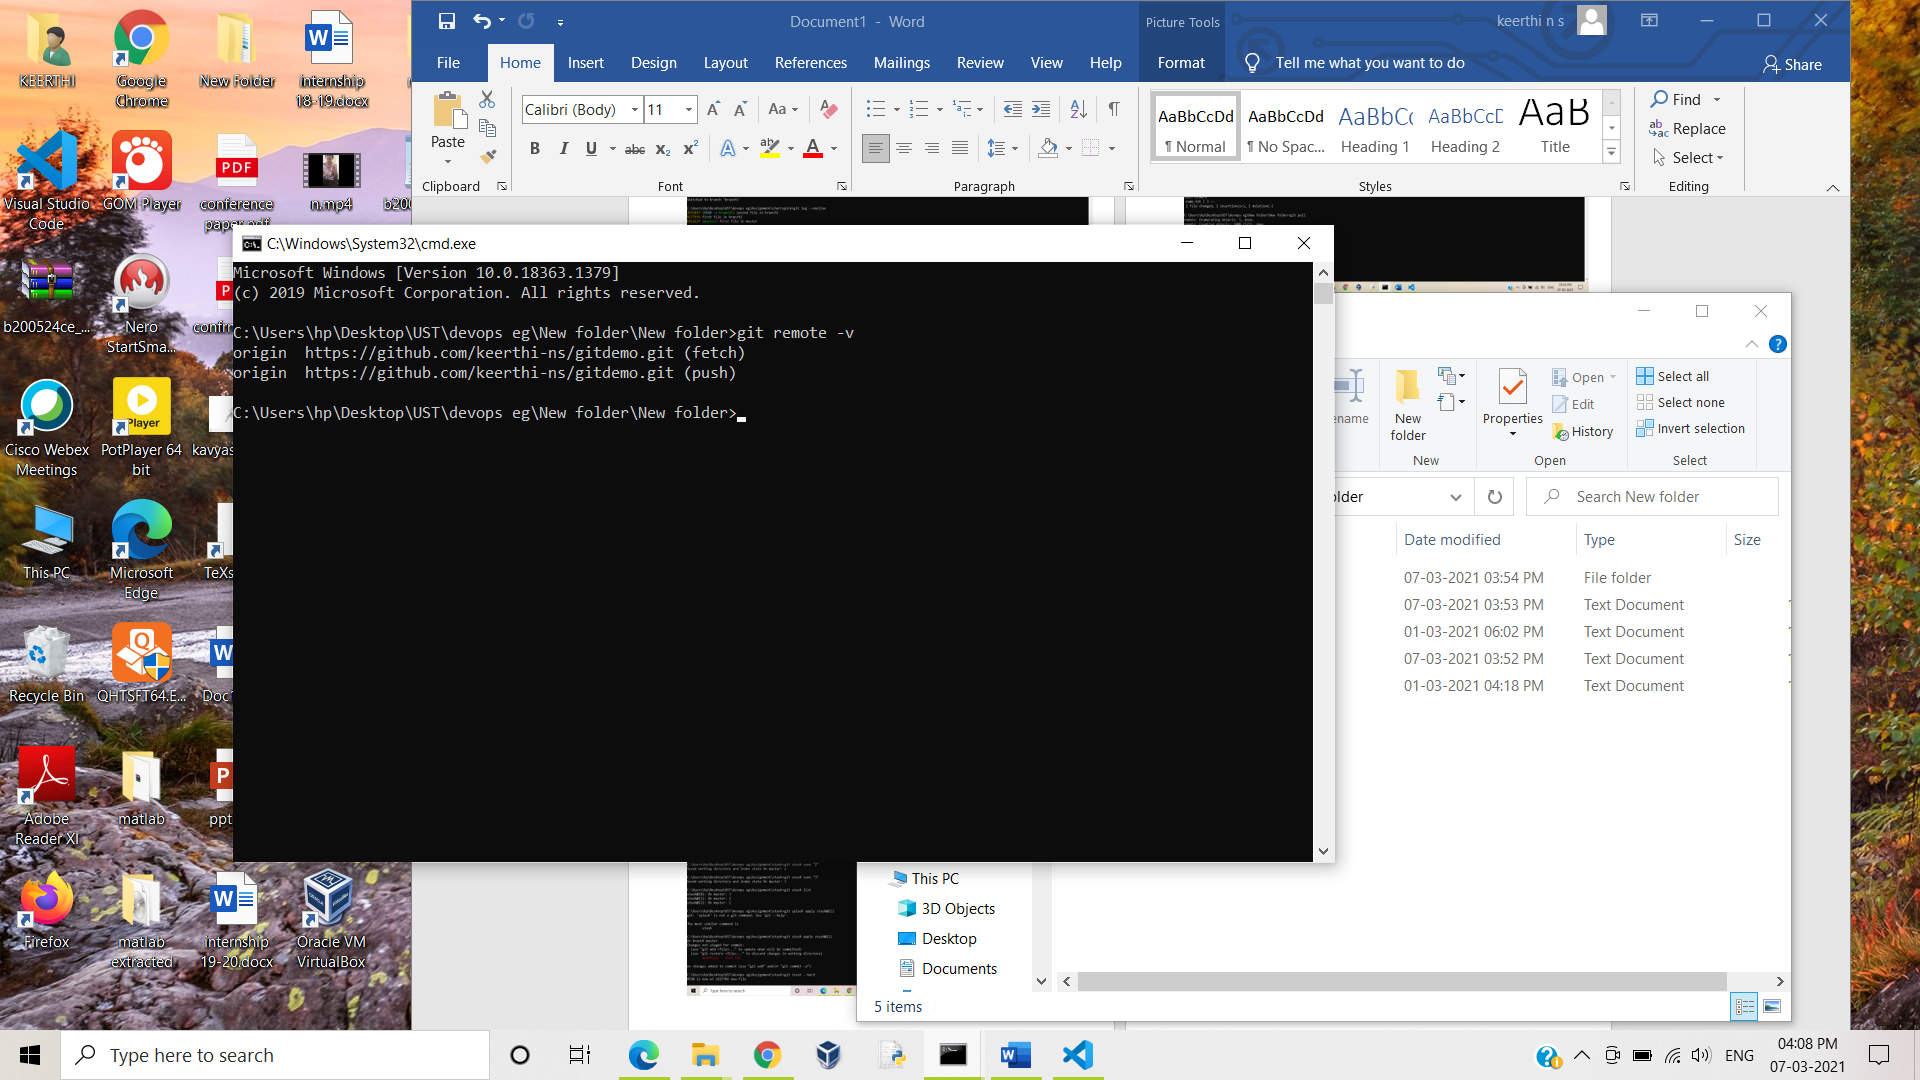 KEERTHI
Google Chrome
New Folder
internship 18-19.docx
Visual Studio Code
GOM Player
conference paper.pdf
n.mp4
b200524ce_...
Nero StartSma...
Cisco Webex Meetings
PotPlayer 64 bit
This PC
Microsoft Edge
Recycle Bin
QHTSFT64.E...
Adobe Reader XI
matlab
ppt
Firefox
matlab extracted
internship 19-20.docx
Oracle VM VirtualBox
Document1 - Word
Picture Tools
keerthi n s
File Home Insert Design Layout References Mailings Review View Help Format Tell me what you want to do Share
Paste
Clipboard
Calibri (Body) 11
Font
Paragraph
AaBbCcDd AaBbCcDd AaBbCc AaBbCcD AaB
¶ Normal ¶ No Spac... Heading 1 Heading 2 Title
Styles
Find
Replace
Select
Editing
C:\Windows\System32\cmd.exe
Microsoft Windows [Version 10.0.18363.1379]
(c) 2019 Microsoft Corporation. All rights reserved.
C:\Users\hp\Desktop\UST\devops eg\New folder\New folder>git remote -v
origin https://github.com/keerthi-ns/gitdemo.git (fetch)
origin https://github.com/keerthi-ns/gitdemo.git (push)
C:\Users\hp\Desktop\UST\devops eg\New folder\New folder>
New folder
New
Properties
Open
Edit
History
Open
Select all
Select none
Invert selection
Select
Search New folder
Date modified Type Size
07-03-2021 03:54 PM File folder
07-03-2021 03:53 PM Text Document
01-03-2021 06:02 PM Text Document
07-03-2021 03:52 PM Text Document
01-03-2021 04:18 PM Text Document
This PC
3D Objects
Desktop
Documents
5 items
Type here to search
ENG
04:08 PM
07-03-2021